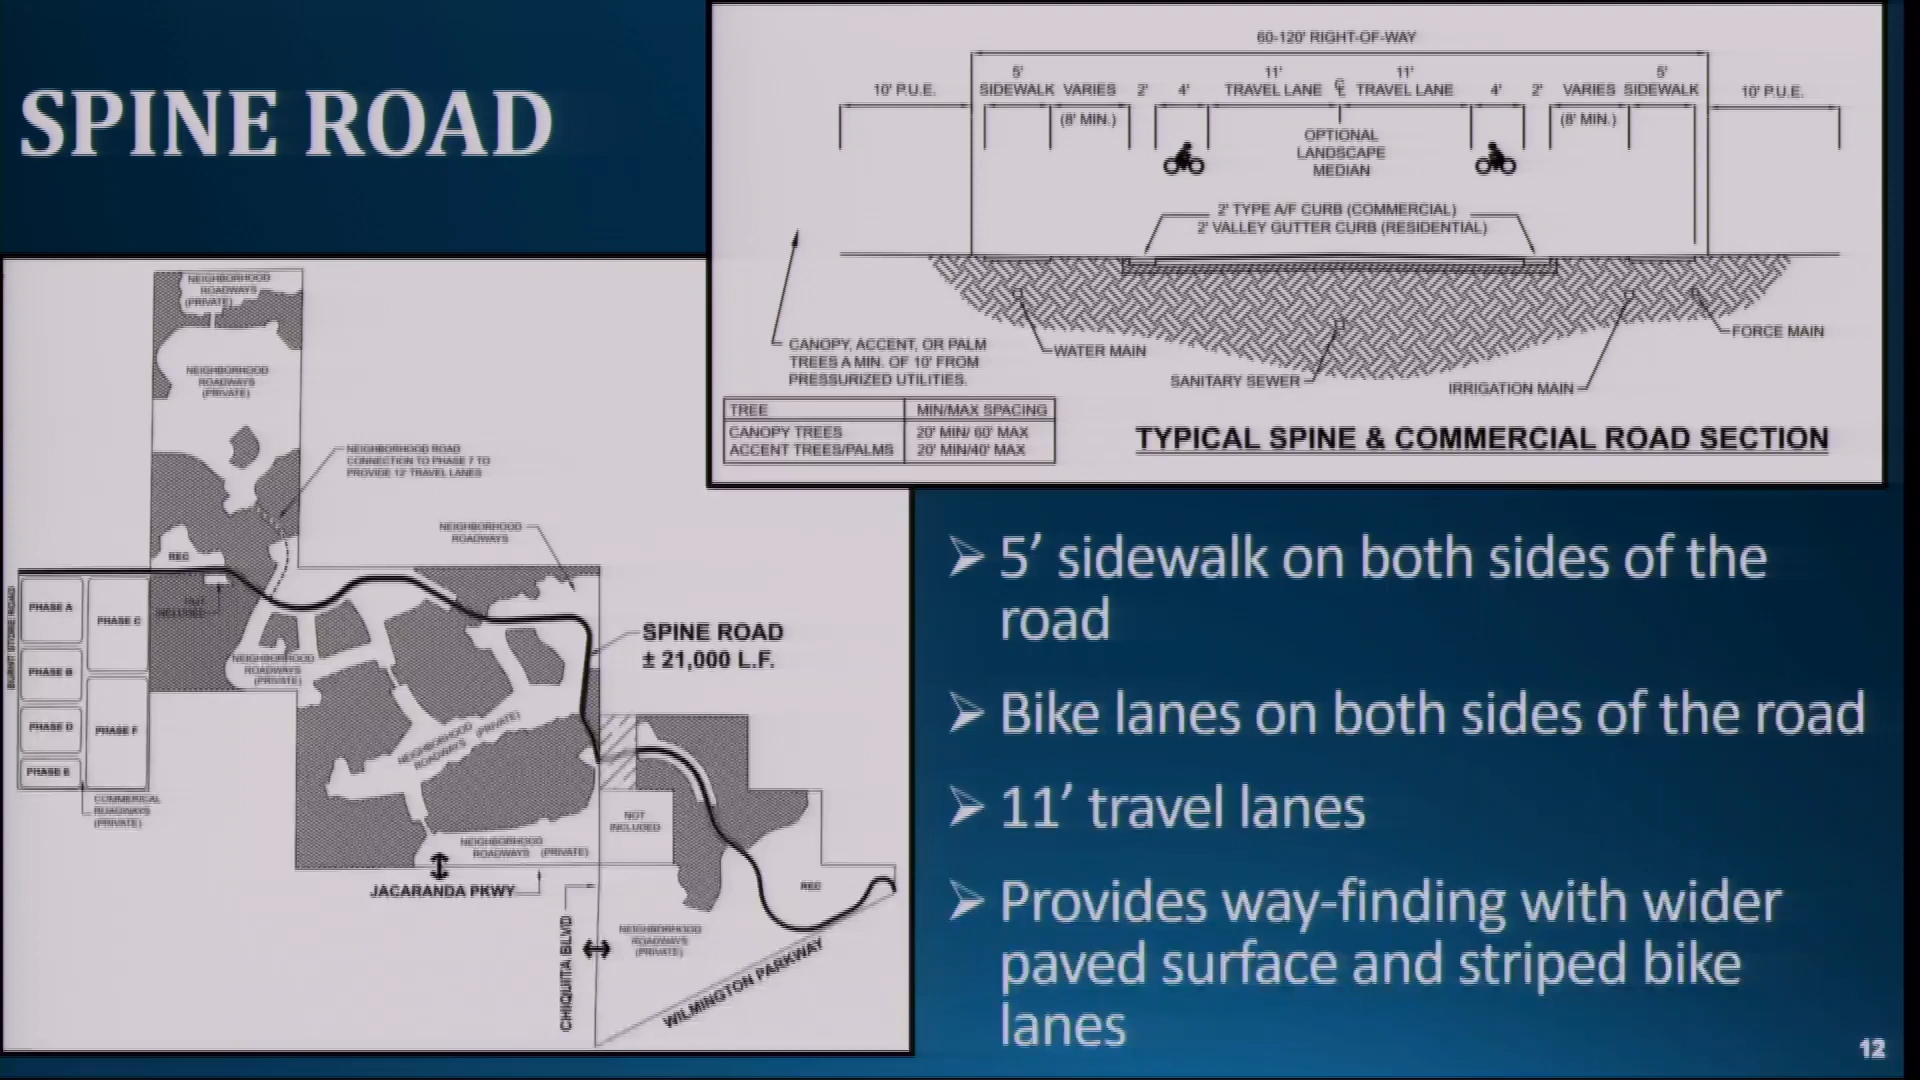 SPINE ROAD
60-120' RIGHT-OF-WAY
10' P.U.E.
5'
SIDEWALK
VARIES
(8' MIN.)
2'
4'
11'
TRAVEL LANE
11'
TRAVEL LANE
4'
2'
VARIES
(8' MIN.)
5'
SIDEWALK
10' P.U.E.
OPTIONAL
LANDSCAPE
MEDIAN
2' TYPE A/F CURB (COMMERCIAL)
2' VALLEY GUTTER CURB (RESIDENTIAL)
CANOPY, ACCENT, OR PALM
TREES A MIN. OF 10' FROM
PRESSURIZED UTILITIES.
WATER MAIN
SANITARY SEWER
IRRIGATION MAIN
FORCE MAIN
TREE MIN/MAX SPACING
CANOPY TREES 20' MIN/ 60' MAX
ACCENT TREES/PALMS 20' MIN/40' MAX
TYPICAL SPINE & COMMERCIAL ROAD SECTION
NEIGHBORHOOD
ROADWAYS
(PRIVATE)
NEIGHBORHOOD
ROADWAYS
(PRIVATE)
NEIGHBORHOOD ROAD
CONNECTION TO PHASE 7 TO
PROVIDE 12' TRAVEL LANES
NEIGHBORHOOD
ROADWAYS
REC
PHASE A
PHASE B
PHASE D
PHASE E
PHASE C
PHASE F
NOT
INCLUDED
COMMERICAL
ROADWAYS
(PRIVATE)
NEIGHBORHOOD
ROADWAYS
(PRIVATE)
SPINE ROAD
± 21,000 L.F.
NEIGHBORHOOD
ROADWAYS (PRIVATE)
NOT
INCLUDED
NEIGHBORHOOD
ROADWAYS (PRIVATE)
JACARANDA PKWY
CHIQUITA BLVD
NEIGHBORHOOD
ROADWAYS
(PRIVATE)
REC
WILMINGTON PARKWAY
➢ 5’ sidewalk on both sides of the
road
➢ Bike lanes on both sides of the road
➢ 11’ travel lanes
➢ Provides way-finding with wider
paved surface and striped bike
lanes
12